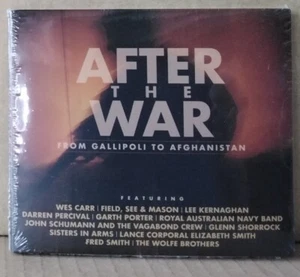 AFTER
THE
WAR
FROM GALLIPOLI TO AFGHANISTAN
FEATURING
WES CARR | FIELD, SEE & MASON | LEE KERNAGHAN
DARREN PERCIVAL | GARTH PORTER | ROYAL AUSTRALIAN NAVY BAND
JOHN SCHUMANN AND THE VAGABOND CREW | GLENN SHORROCK
SISTERS IN ARMS | LANCE CORPORAL ELIZABETH SMITH
FRED SMITH | THE WOLFE BROTHERS